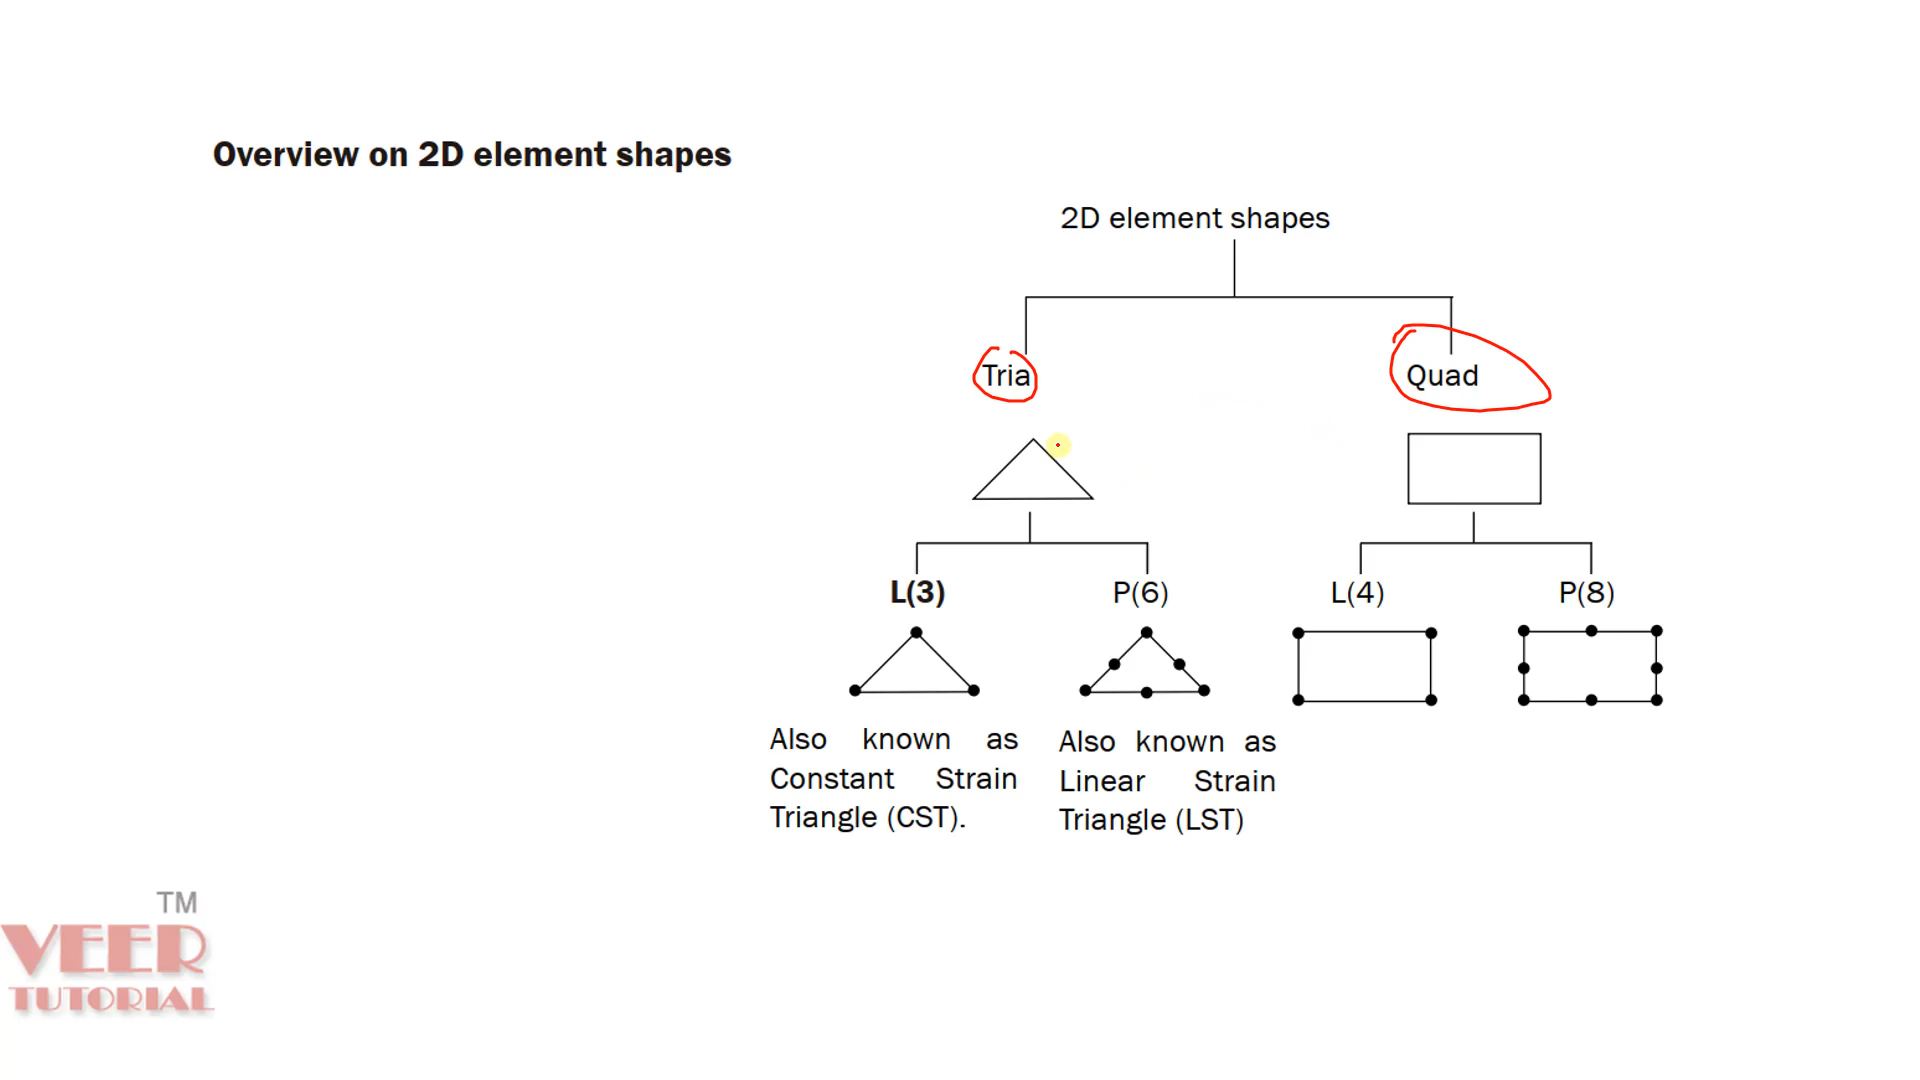 Overview on 2D element shapes
2D element shapes
Tria
Quad
L(3)
P(6)
L(4)
P(8)
Also known as
Constant Strain
Triangle (CST).
Also known as
Linear Strain
Triangle (LST)
TM
VEER
TUTORIAL